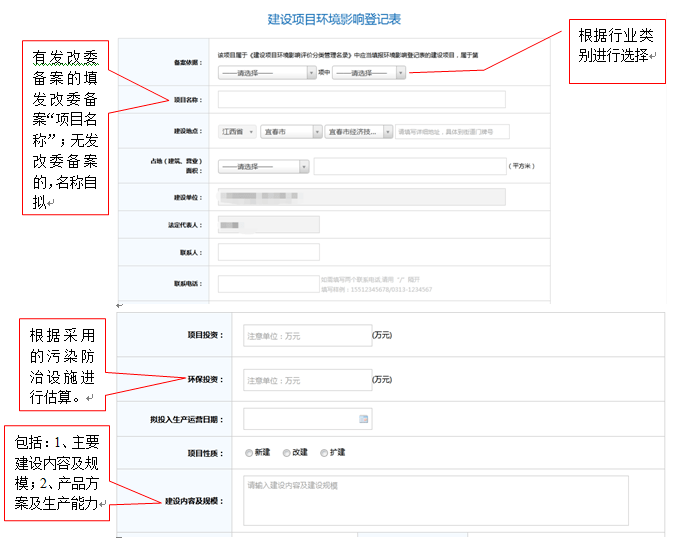 建设项目环境影响登记表
有发改委
备案的填
发改委备
案“项目名
称”；无发
改委备案
的，名称自
拟
根据行业类
别进行选择
备案依据：
该项目属于《建设项目环境影响评价分类管理名录》中应当填报环境影响登记表的建设项目，属于第
——请选择——
项中
——请选择——
项目名称：
建设地点：
江西省
宜春市
宜春市经济技...
请填写详细地址，具体到街道门牌号
占地（建筑、营业）
面积：
——请选择——
（平方米）
建设单位：
法定代表人：
联系人：
联系电话：
如需填写两个联系电话,请用“/”隔开
填写样例：15512345678/0313-1234567
根据采用
的污染防
治设施进
行估算。
项目投资：
注意单位：万元
(万元)
环保投资：
注意单位：万元
(万元)
拟投入生产运营日期：
项目性质：
新建
改建
扩建
包括：1、主要
建设内容及规
模；2、产品方
案及生产能力
建设内容及规模：
请输入建设内容及建设规模